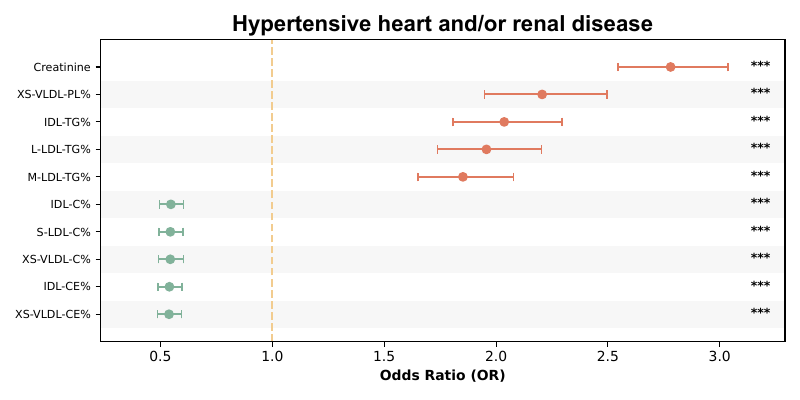 Hypertensive heart and/or renal disease
Creatinine ***
XS-VLDL-PL% ***
IDL-TG% ***
L-LDL-TG% ***
M-LDL-TG% ***
IDL-C% ***
S-LDL-C% ***
XS-VLDL-C% ***
IDL-CE% ***
XS-VLDL-CE% ***
0.5 1.0 1.5 2.0 2.5 3.0
Odds Ratio (OR)